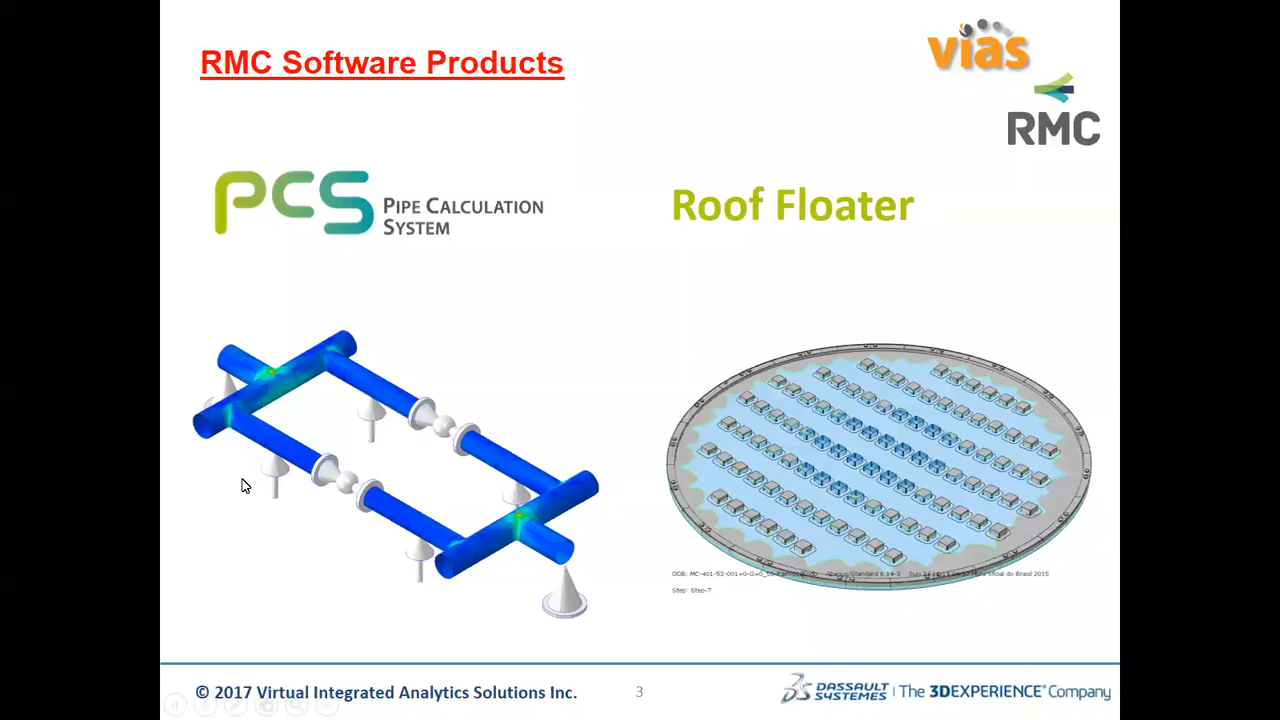 RMC Software Products
vias
RMC
PCS PIPE CALCULATION
SYSTEM
Roof Floater
Step: Step-7
© 2017 Virtual Integrated Analytics Solutions Inc.
3
DASSAULT
SYSTEMES | The 3DEXPERIENCE® Company